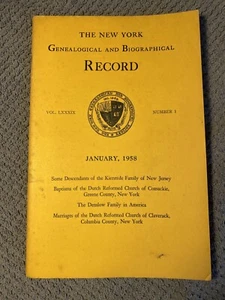 THE NEW YORK
GENEALOGICAL AND BIOGRAPHICAL
RECORD
VOL. LXXXIX
NUMBER 1
JANUARY, 1958
Some Descendants of the Kierstede Family of New Jersey
Baptisms of the Dutch Reformed Church of Coxsackie,
Greene County, New York
The Denslow Family in America
Marriages of the Dutch Reformed Church of Claverack,
Columbia County, New York